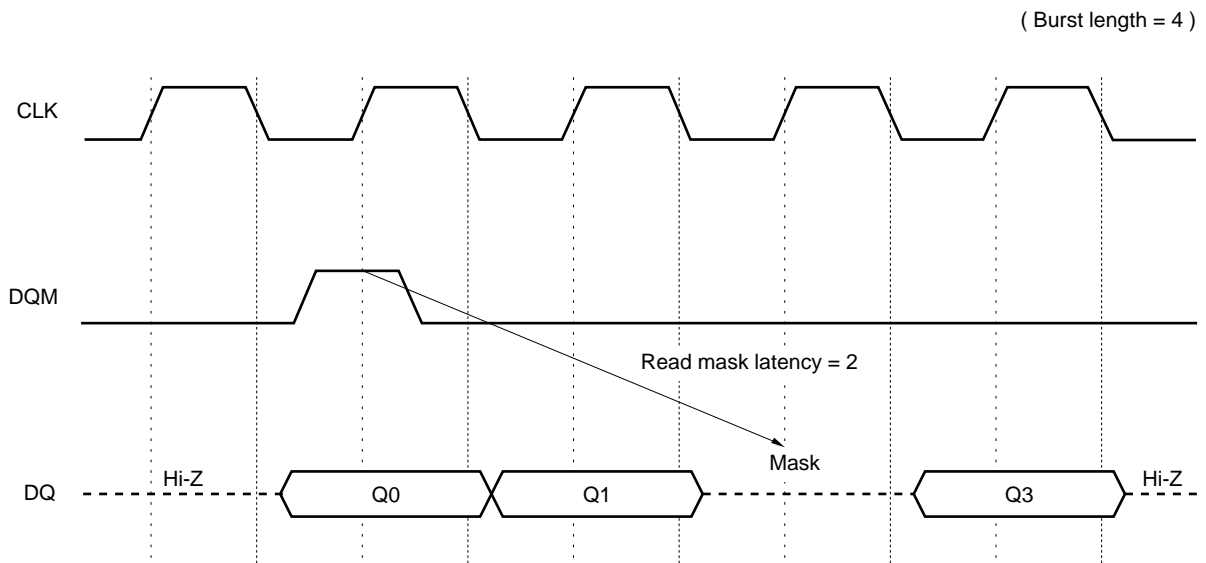 ( Burst length = 4 )
CLK
DQM
Read mask latency = 2
Mask
DQ
Hi-Z
Q0
Q1
Q3
Hi-Z